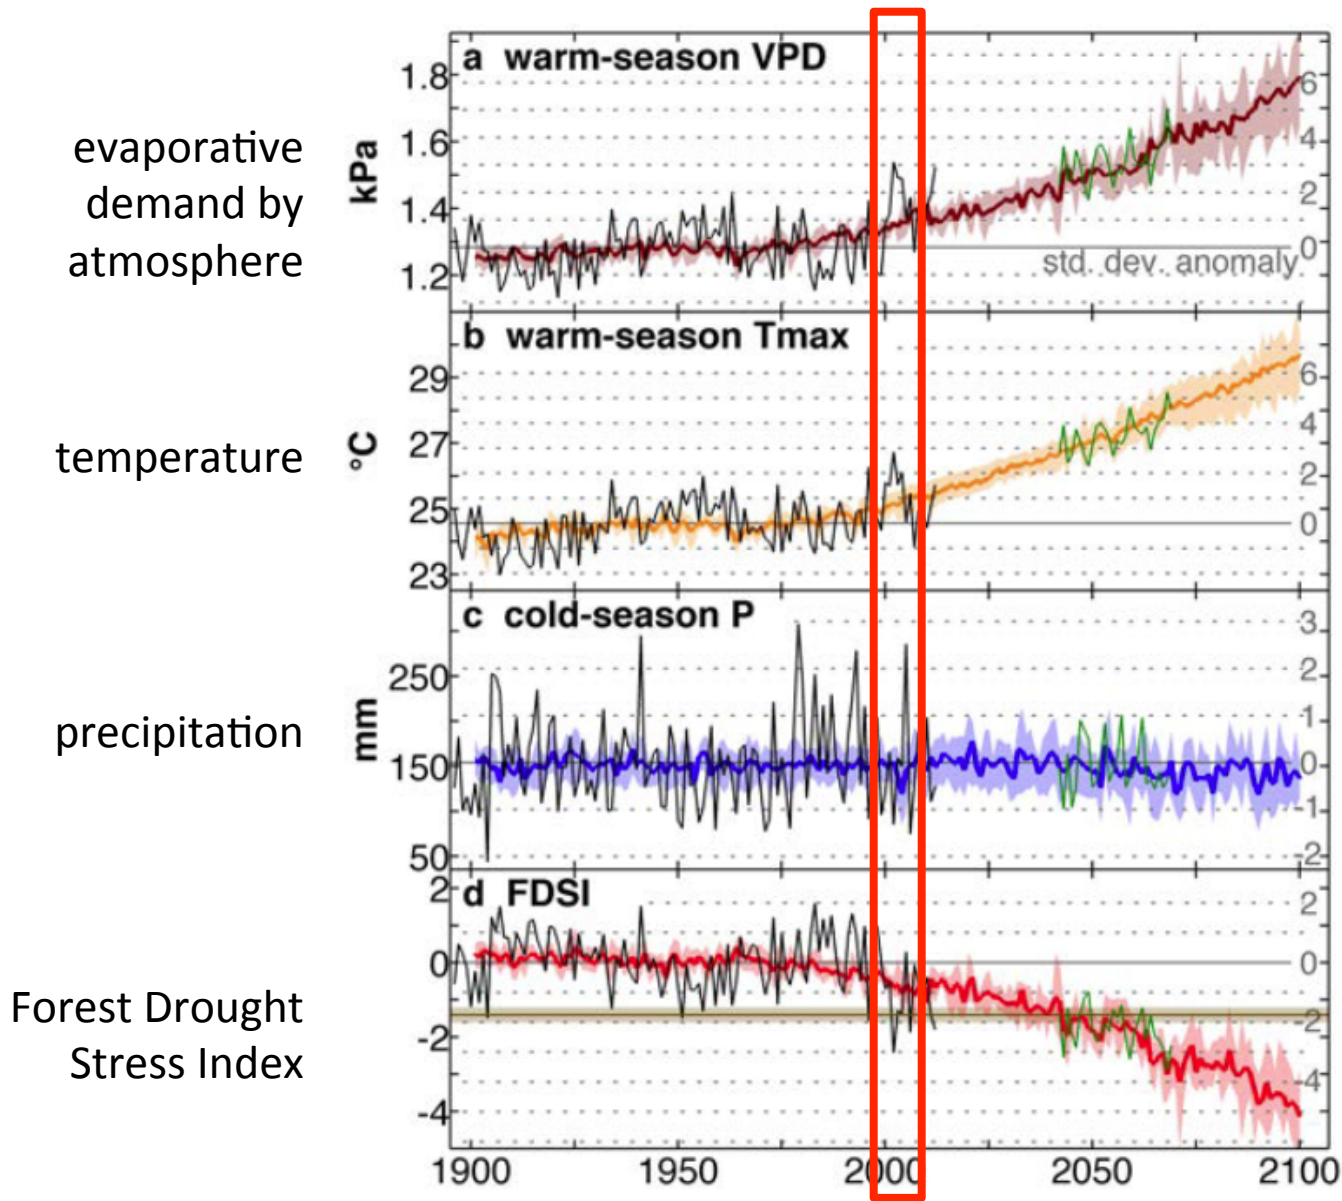 evaporative
demand by
atmosphere
a warm-season VPD
kPa
1.8
1.6
1.4
1.2
6
4
2
0
std. dev. anomaly
temperature
b warm-season Tmax
°C
29
27
25
23
6
4
2
0
precipitation
c cold-season P
mm
250
150
50
3
2
1
0
-1
-2
Forest Drought
Stress Index
d FDSI
2
0
-2
-4
2
0
-2
-4
1900 1950 2000 2050 2100